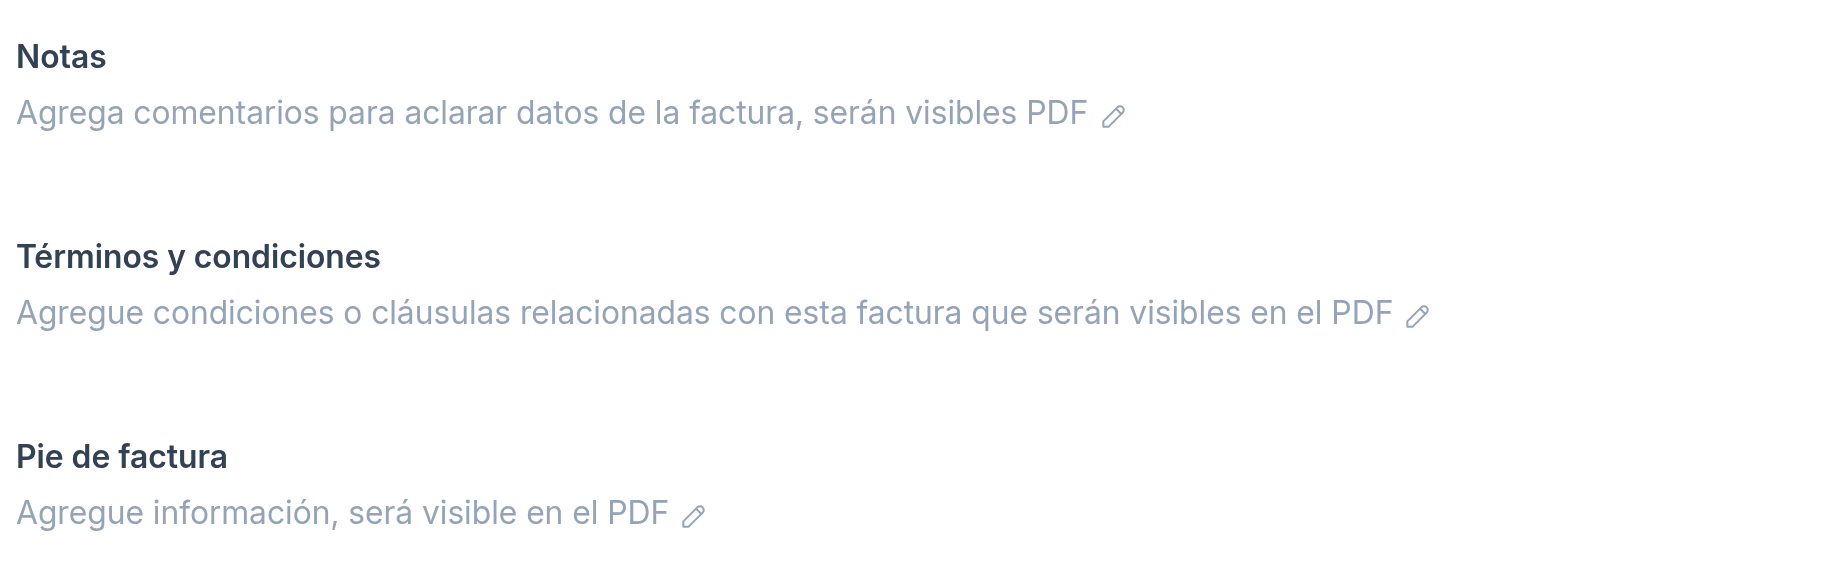 Notas
Agrega comentarios para aclarar datos de la factura, serán visibles PDF
Términos y condiciones
Agregue condiciones o cláusulas relacionadas con esta factura que serán visibles en el PDF
Pie de factura
Agregue información, será visible en el PDF